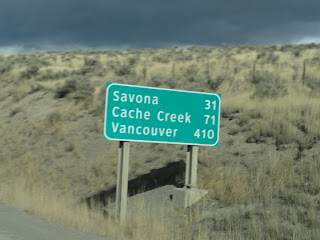 Savona 31
Cache Creek 71
Vancouver 410